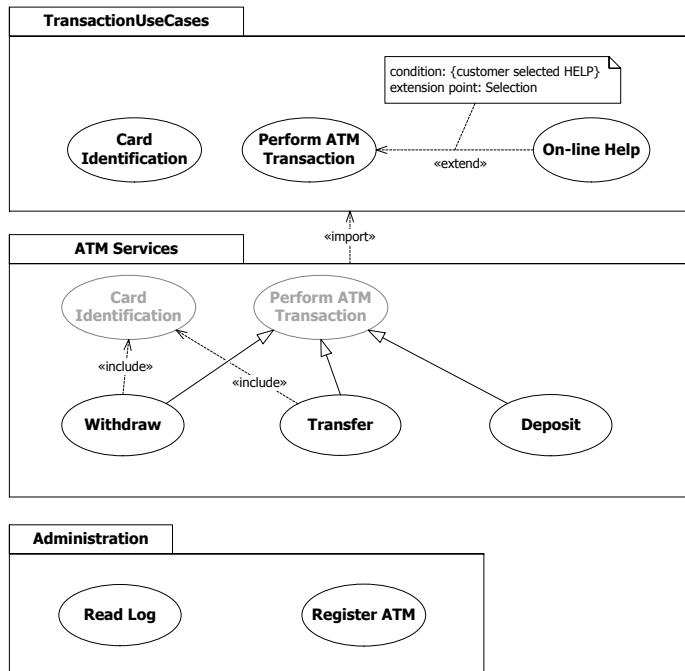 TransactionUseCases
condition: {customer selected HELP}
extension point: Selection
Card
Identification
Perform ATM
Transaction
«extend»
On-line Help
«import»
ATM Services
Card
Identification
Perform ATM
Transaction
«include»
«include»
Withdraw
Transfer
Deposit
Administration
Read Log
Register ATM